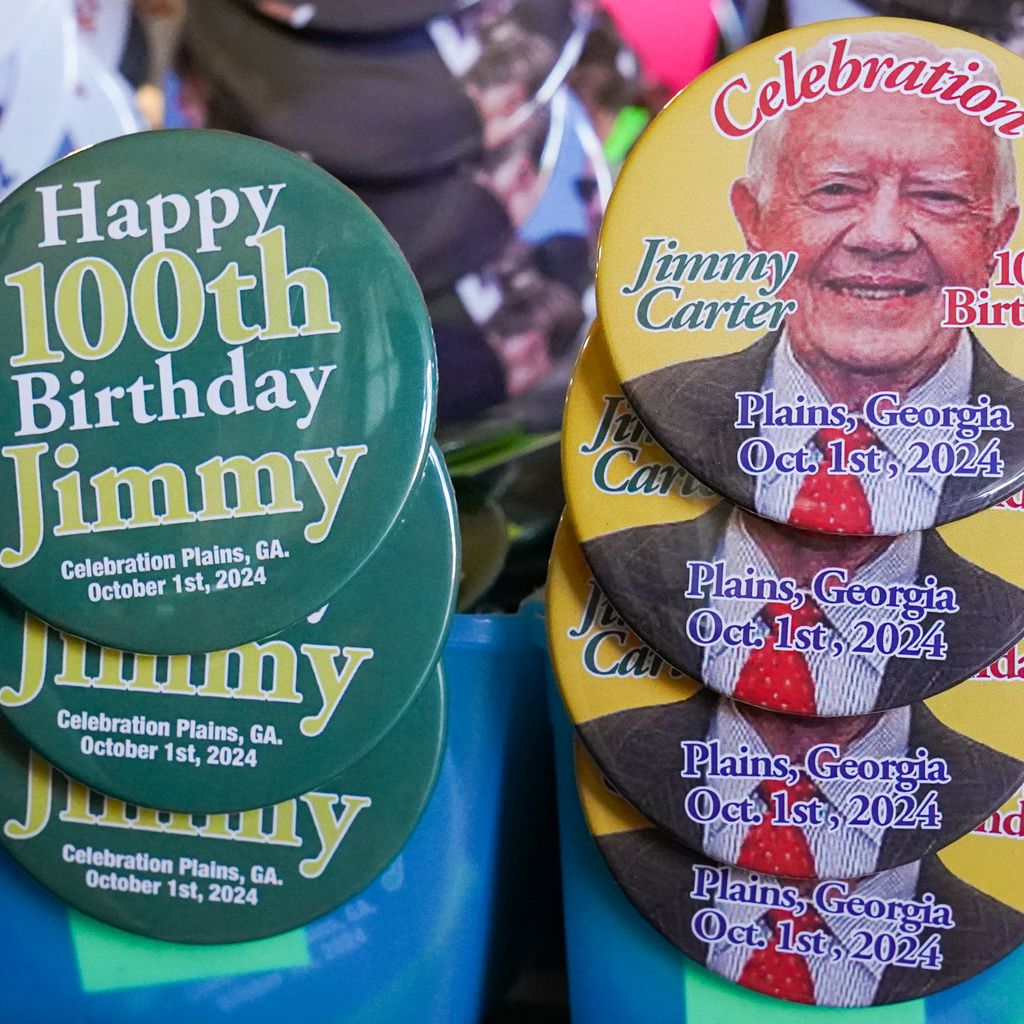 Happy
100th
Birthday
Jimmy
Celebration Plains, GA.
October 1st, 2024
Jimmy
Celebration Plains, GA.
October 1st, 2024
Jimmy
Celebration Plains, GA.
October 1st, 2024
Celebration
Jimmy
Carter
Plains, Georgia
Oct. 1st, 2024
Plains, Georgia
Oct. 1st, 2024
Plains, Georgia
Oct. 1st, 2024
Plains, Georgia
Oct. 1st, 2024